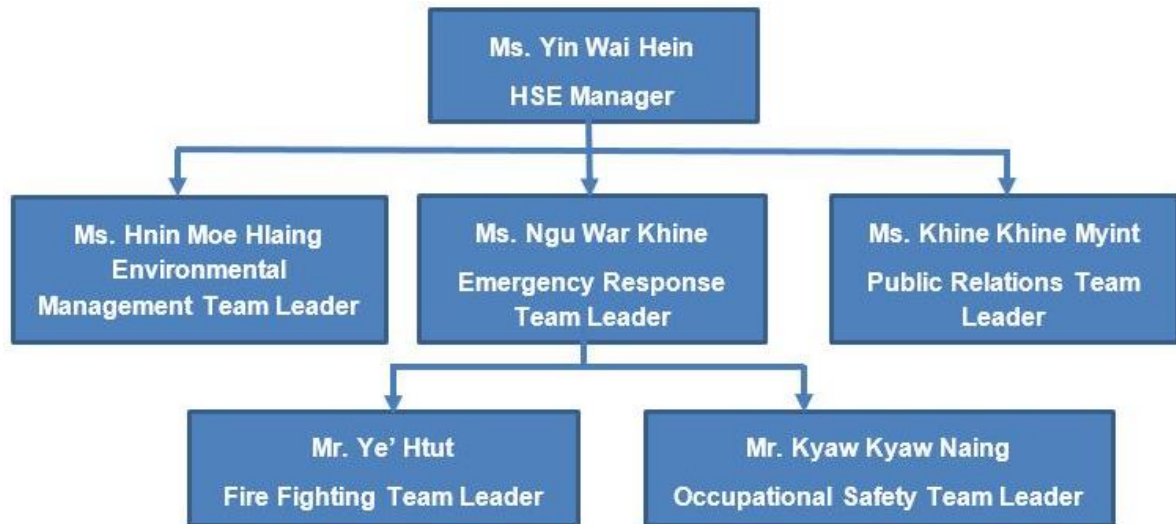 Ms. Yin Wai Hein
HSE Manager
Ms. Hnin Moe Hlaing
Environmental
Management Team Leader
Ms. Ngu War Khine
Emergency Response
Team Leader
Ms. Khine Khine Myint
Public Relations Team
Leader
Mr. Ye’ Htut
Fire Fighting Team Leader
Mr. Kyaw Kyaw Naing
Occupational Safety Team Leader